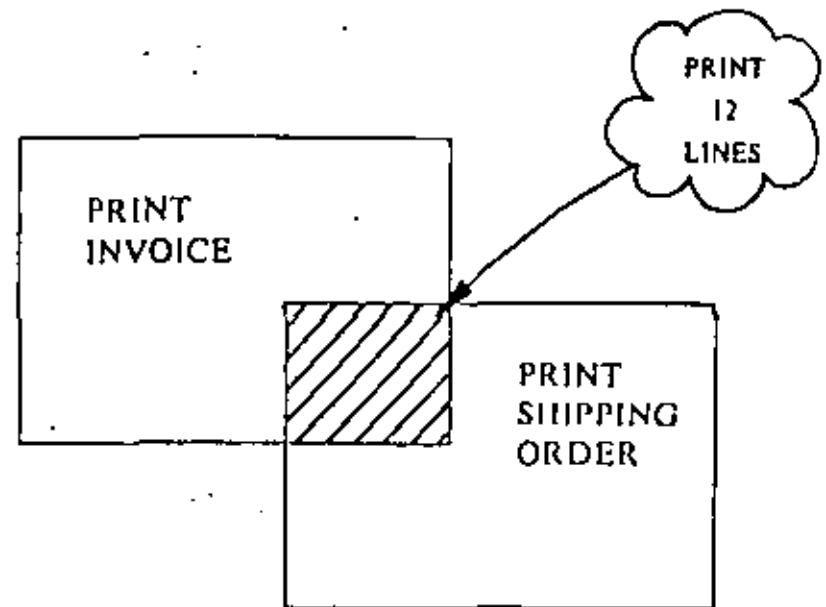 PRINT
12
LINES
PRINT
INVOICE
PRINT
SHIPPING
ORDER